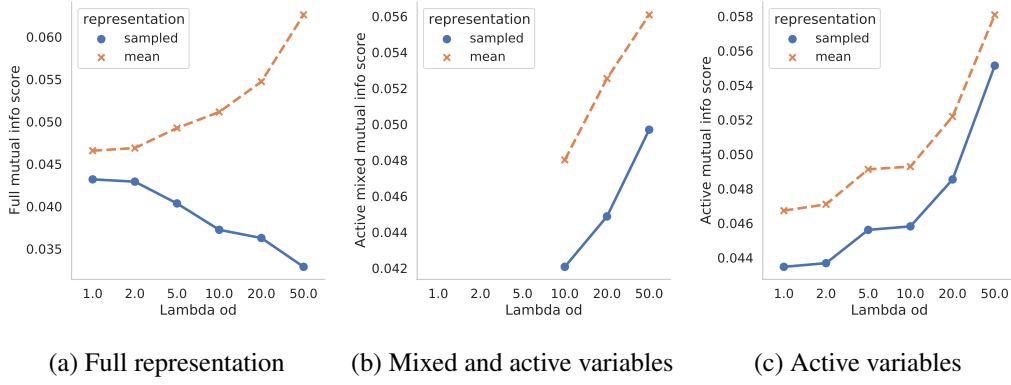 representation
sampled
mean
Full mutual info score
0.060
0.055
0.050
0.045
0.040
0.035
1.0 2.0 5.0 10.0 20.0 50.0
Lambda od
(a) Full representation
representation
sampled
mean
Active mixed mutual info score
0.056
0.054
0.052
0.050
0.048
0.046
0.044
0.042
1.0 2.0 5.0 10.0 20.0 50.0
Lambda od
(b) Mixed and active variables
representation
sampled
mean
Active mutual info score
0.058
0.056
0.054
0.052
0.050
0.048
0.046
0.044
1.0 2.0 5.0 10.0 20.0 50.0
Lambda od
(c) Active variables